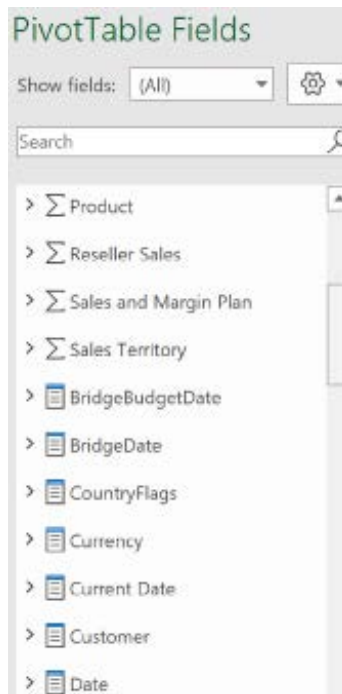 PivotTable Fields
Show fields: (All)
Search
∑ Product
∑ Reseller Sales
∑ Sales and Margin Plan
∑ Sales Territory
BridgeBudgetDate
BridgeDate
CountryFlags
Currency
Current Date
Customer
Date